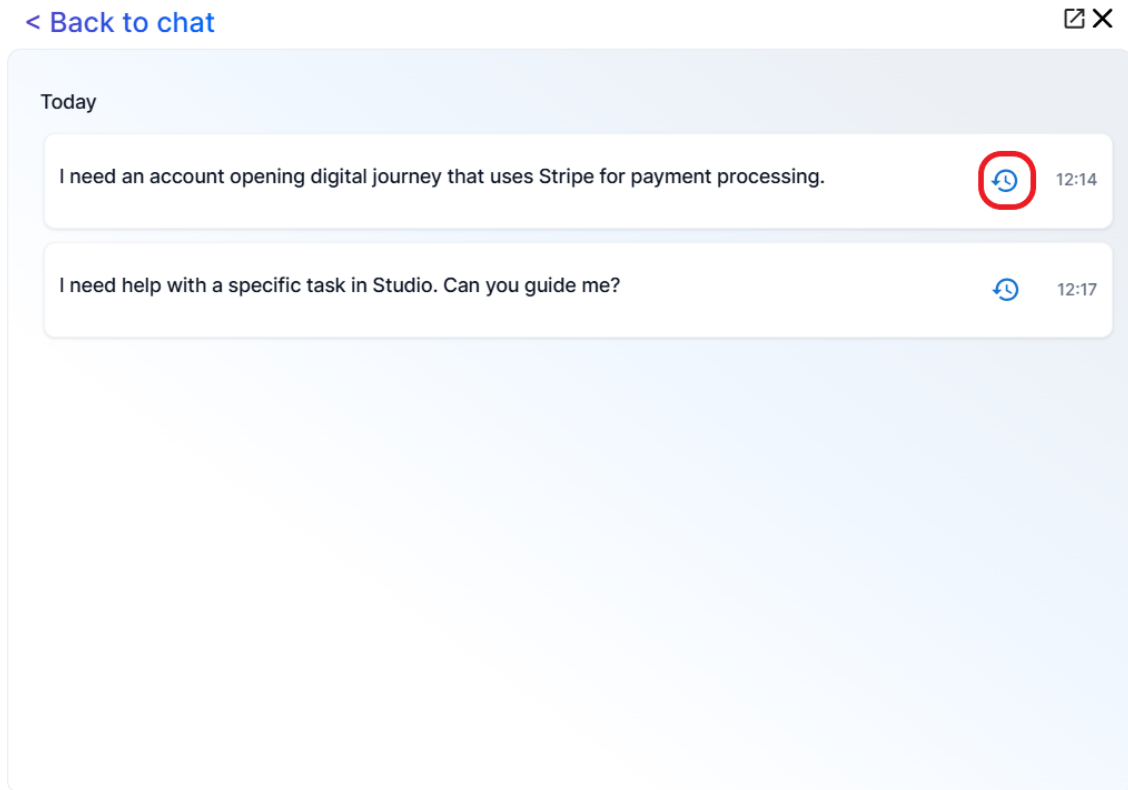 < Back to chat
Today
I need an account opening digital journey that uses Stripe for payment processing.
12:14
I need help with a specific task in Studio. Can you guide me?
12:17